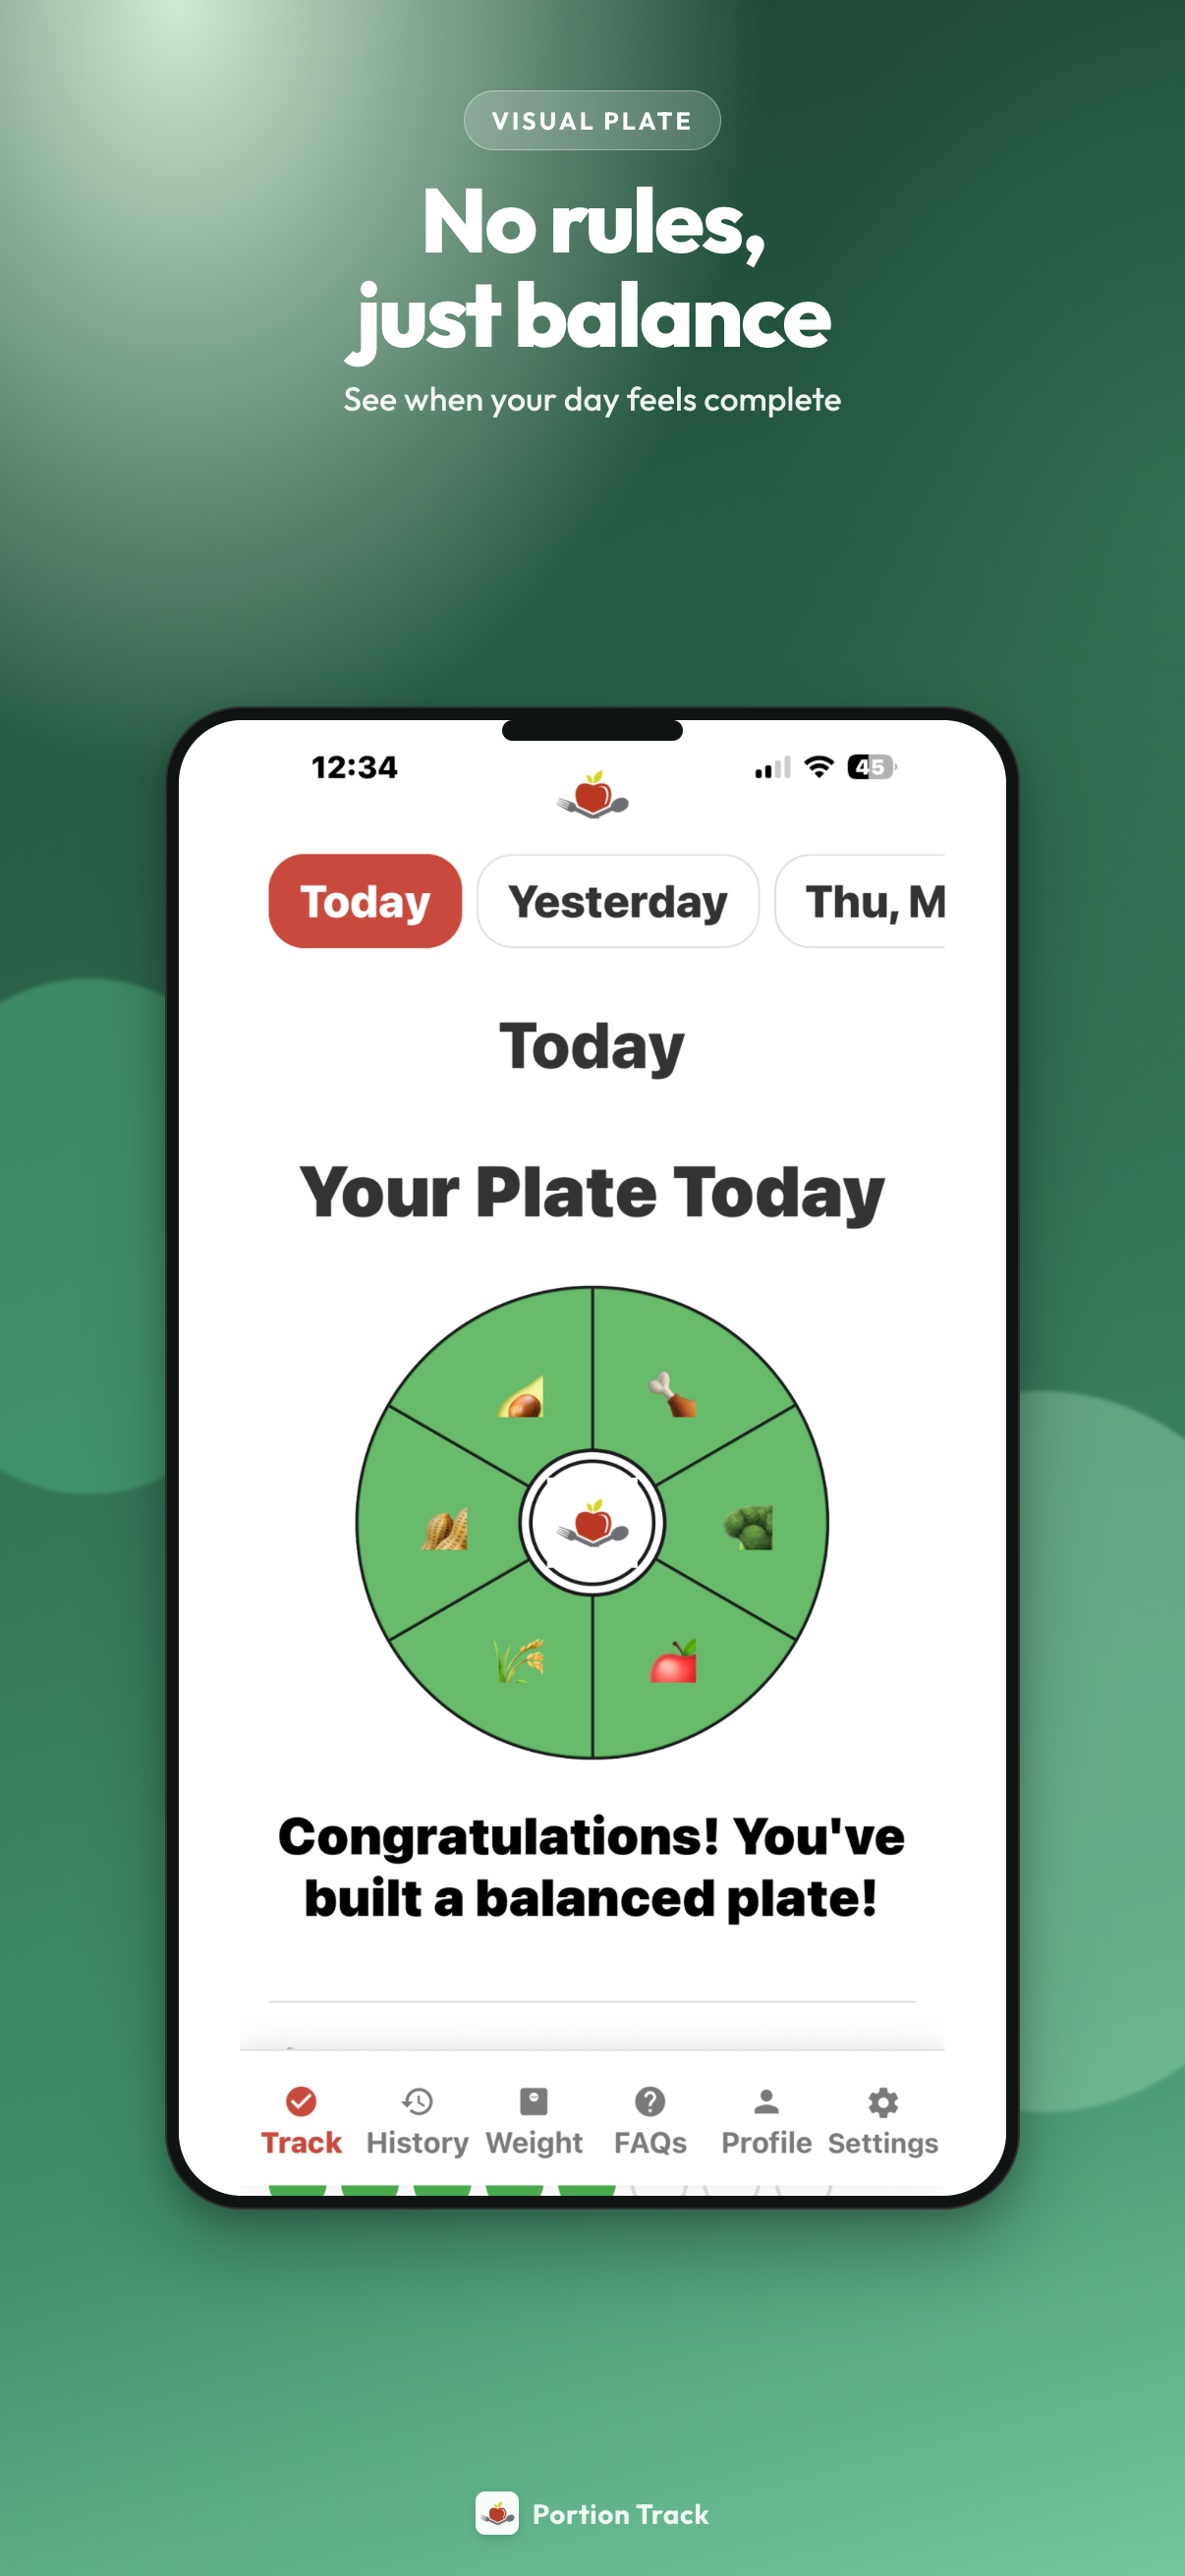 VISUAL PLATE
No rules,
just balance
See when your day feels complete
12:34
45
Today
Yesterday
Thu, M
Today
Your Plate Today
Congratulations! You've
built a balanced plate!
Track
History
Weight
FAQs
Profile
Settings
Portion Track